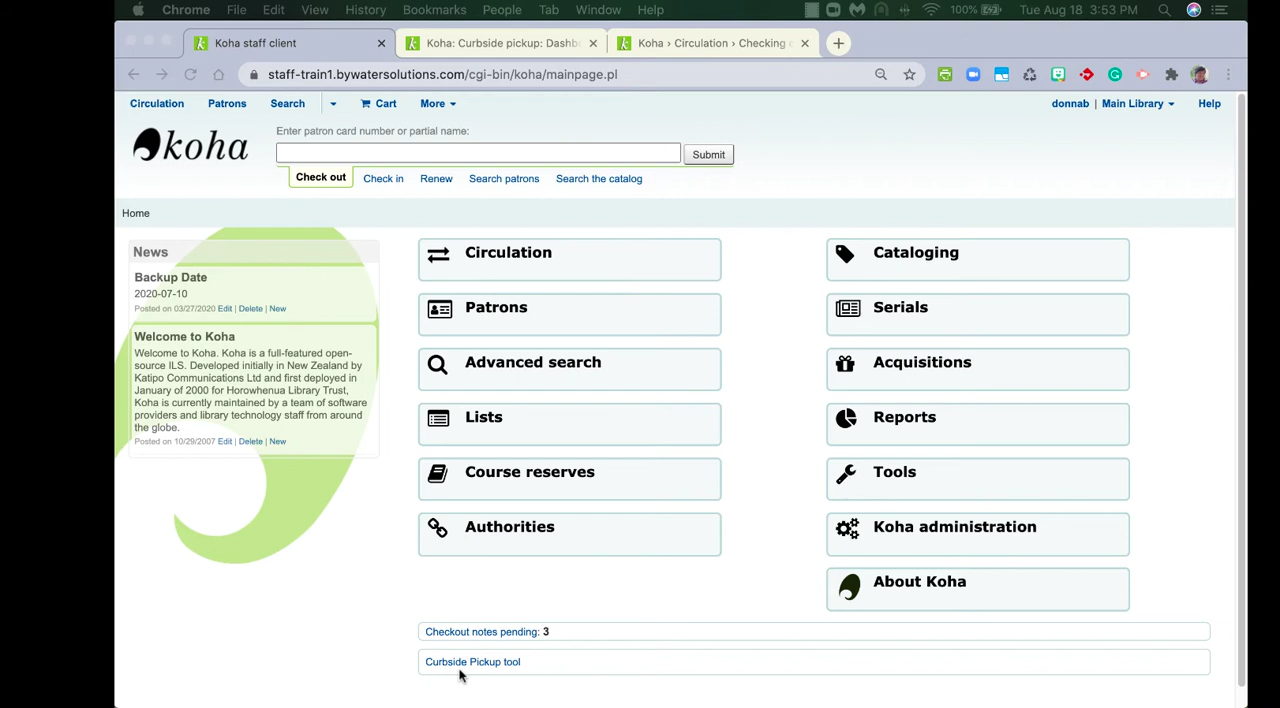 Chrome File Edit View History Bookmarks People Tab Window Help 100% Tue Aug 18 3:53 PM
Koha staff client Koha: Curbside pickup: Dashb Koha › Circulation › Checking
staff-train1.bywatersolutions.com/cgi-bin/koha/mainpage.pl
Circulation Patrons Search Cart More donnab | Main Library Help
Enter patron card number or partial name:
koha
Submit
Check out Check in Renew Search patrons Search the catalog
Home
News
Backup Date
2020-07-10
Posted on 03/27/2020 Edit | Delete | New
Welcome to Koha
Welcome to Koha. Koha is a full-featured open-
source ILS. Developed initially in New Zealand by
Katipo Communications Ltd and first deployed in
January of 2000 for Horowhenua Library Trust,
Koha is currently maintained by a team of software
providers and library technology staff from around
the globe.
Posted on 10/29/2007 Edit | Delete | New
Circulation
Patrons
Advanced search
Lists
Course reserves
Authorities
Cataloging
Serials
Acquisitions
Reports
Tools
Koha administration
About Koha
Checkout notes pending: 3
Curbside Pickup tool